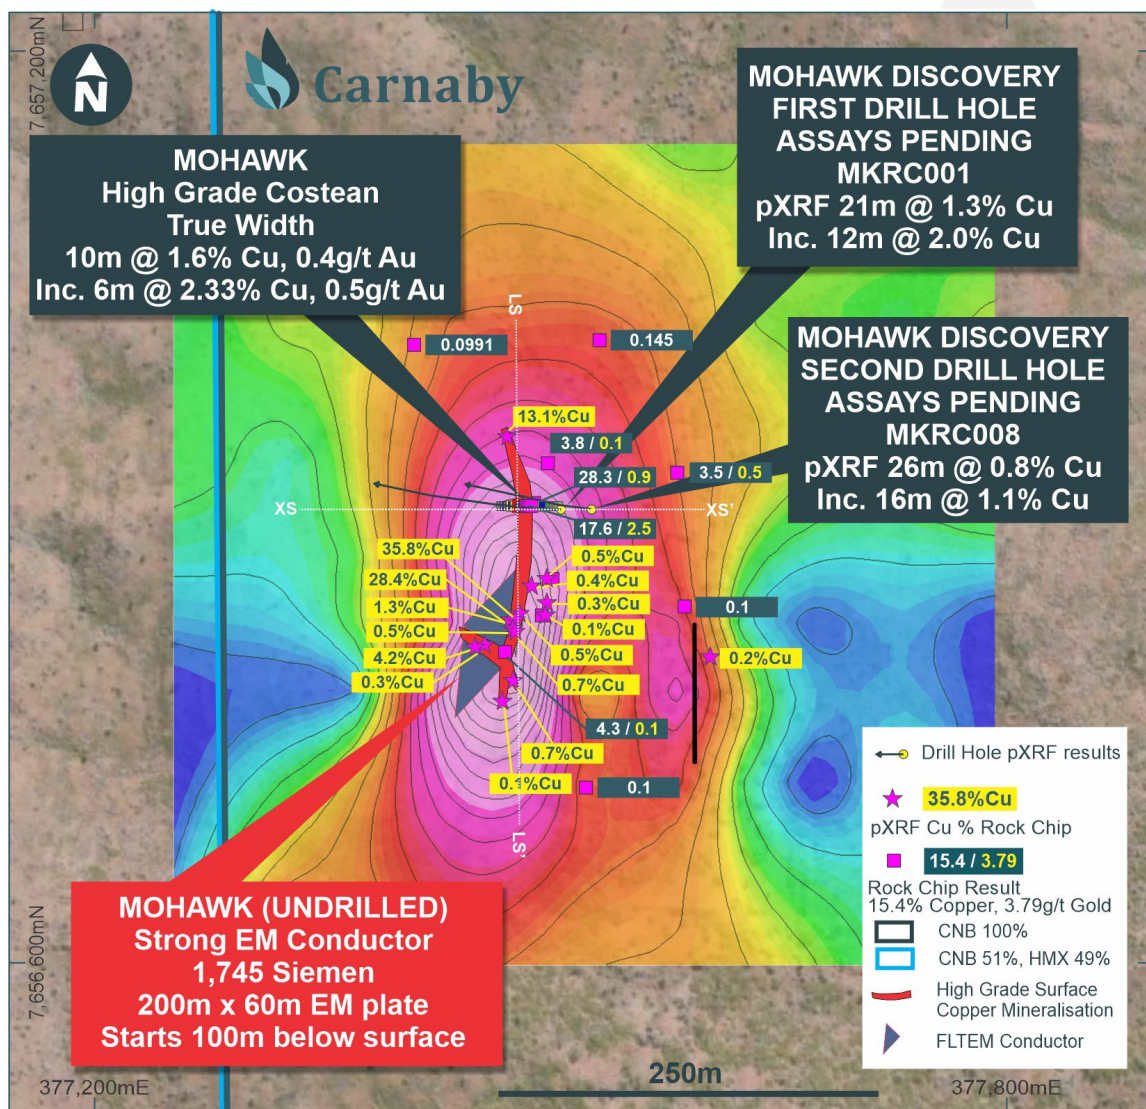 7,657,200mN
N
Carnaby
MOHAWK DISCOVERY
FIRST DRILL HOLE
ASSAYS PENDING
MKRC001
pXRF 21m @ 1.3% Cu
Inc. 12m @ 2.0% Cu
MOHAWK
High Grade Costean
True Width
10m @ 1.6% Cu, 0.4g/t Au
Inc. 6m @ 2.33% Cu, 0.5g/t Au
MOHAWK DISCOVERY
SECOND DRILL HOLE
ASSAYS PENDING
MKRC008
pXRF 26m @ 0.8% Cu
Inc. 16m @ 1.1% Cu
LS
0.0991
0.145
13.1%Cu
3.8 / 0.1
28.3 / 0.9
3.5 / 0.5
XS
XS'
17.6 / 2.5
35.8%Cu
0.5%Cu
28.4%Cu
0.4%Cu
1.3%Cu
0.3%Cu
0.1
0.5%Cu
0.1%Cu
4.2%Cu
0.5%Cu
0.2%Cu
0.3%Cu
0.7%Cu
4.3 / 0.1
0.7%Cu
0.1%Cu
0.1
LS'
Drill Hole pXRF results
35.8%Cu
pXRF Cu % Rock Chip
15.4 / 3.79
Rock Chip Result
15.4% Copper, 3.79g/t Gold
CNB 100%
CNB 51%, HMX 49%
High Grade Surface
Copper Mineralisation
FLTEM Conductor
MOHAWK (UNDRILLED)
Strong EM Conductor
1,745 Siemen
200m x 60m EM plate
Starts 100m below surface
7,656,600mN
377,200mE
250m
377,800mE